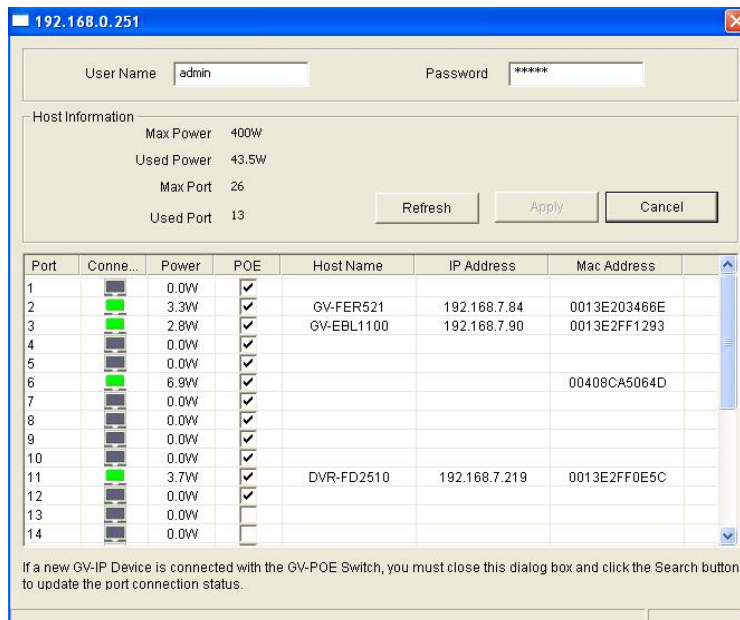 192.168.0.251
User Name admin Password *****
Host Information
Max Power 400W
Used Power 43.5W
Max Port 26
Used Port 13
Refresh Apply Cancel
Port Conne... Power POE Host Name IP Address Mac Address
1 0.0W
2 3.3W GV-FER521 192.168.7.84 0013E203466E
3 2.8W GV-EBL1100 192.168.7.90 0013E2FF1293
4 0.0W
5 0.0W
6 6.9W 00408CA5064D
7 0.0W
8 0.0W
9 0.0W
10 0.0W
11 3.7W DVR-FD2510 192.168.7.219 0013E2FF0E5C
12 0.0W
13 0.0W
14 0.0W
If a new GV-IP Device is connected with the GV-POE Switch, you must close this dialog box and click the Search button
to update the port connection status.